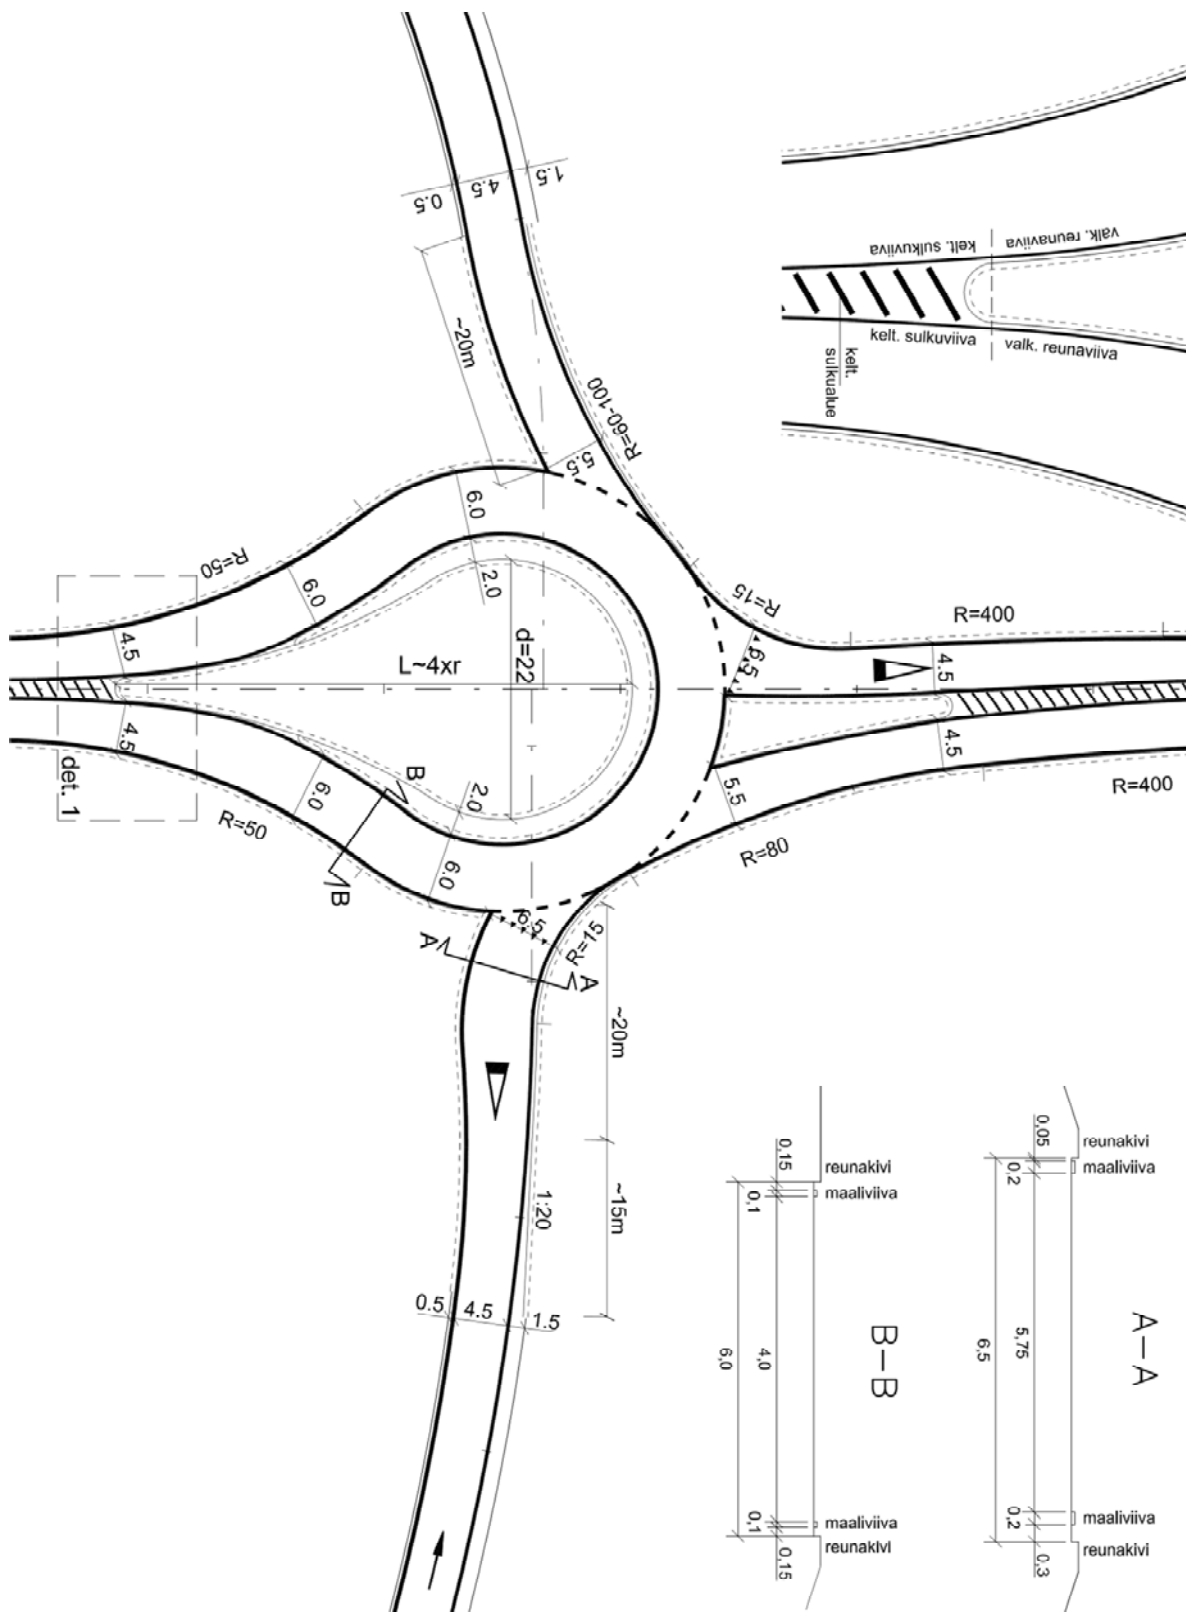 0.5
4.5
1.5
~20m
R=60-100
5.5
kelt. sulkuviiva
valk. reunaviiva
kelt. sulkuviiva
valk. reunaviiva
kelt.
sulkualue
6.0
2.0
R=50
6.0
4.5
L~4xr
d=22
R=15
6.5
R=400
4.5
4.5
4.5
det. 1
R=50
6.0
B
B
2.0
6.0
5.5
R=80
R=400
6.5
R=15
A
A
~20m
~15m
1:20
0.5
4.5
1.5
0,15
reunakivi
0,1
maaliviiva
4,0
6,0
B—B
0,1
maaliviiva
0,15
reunakivi
0,05
reunakivi
0,2
maaliviiva
5,75
6,5
A—A
0,2
maaliviiva
0,3
reunakivi